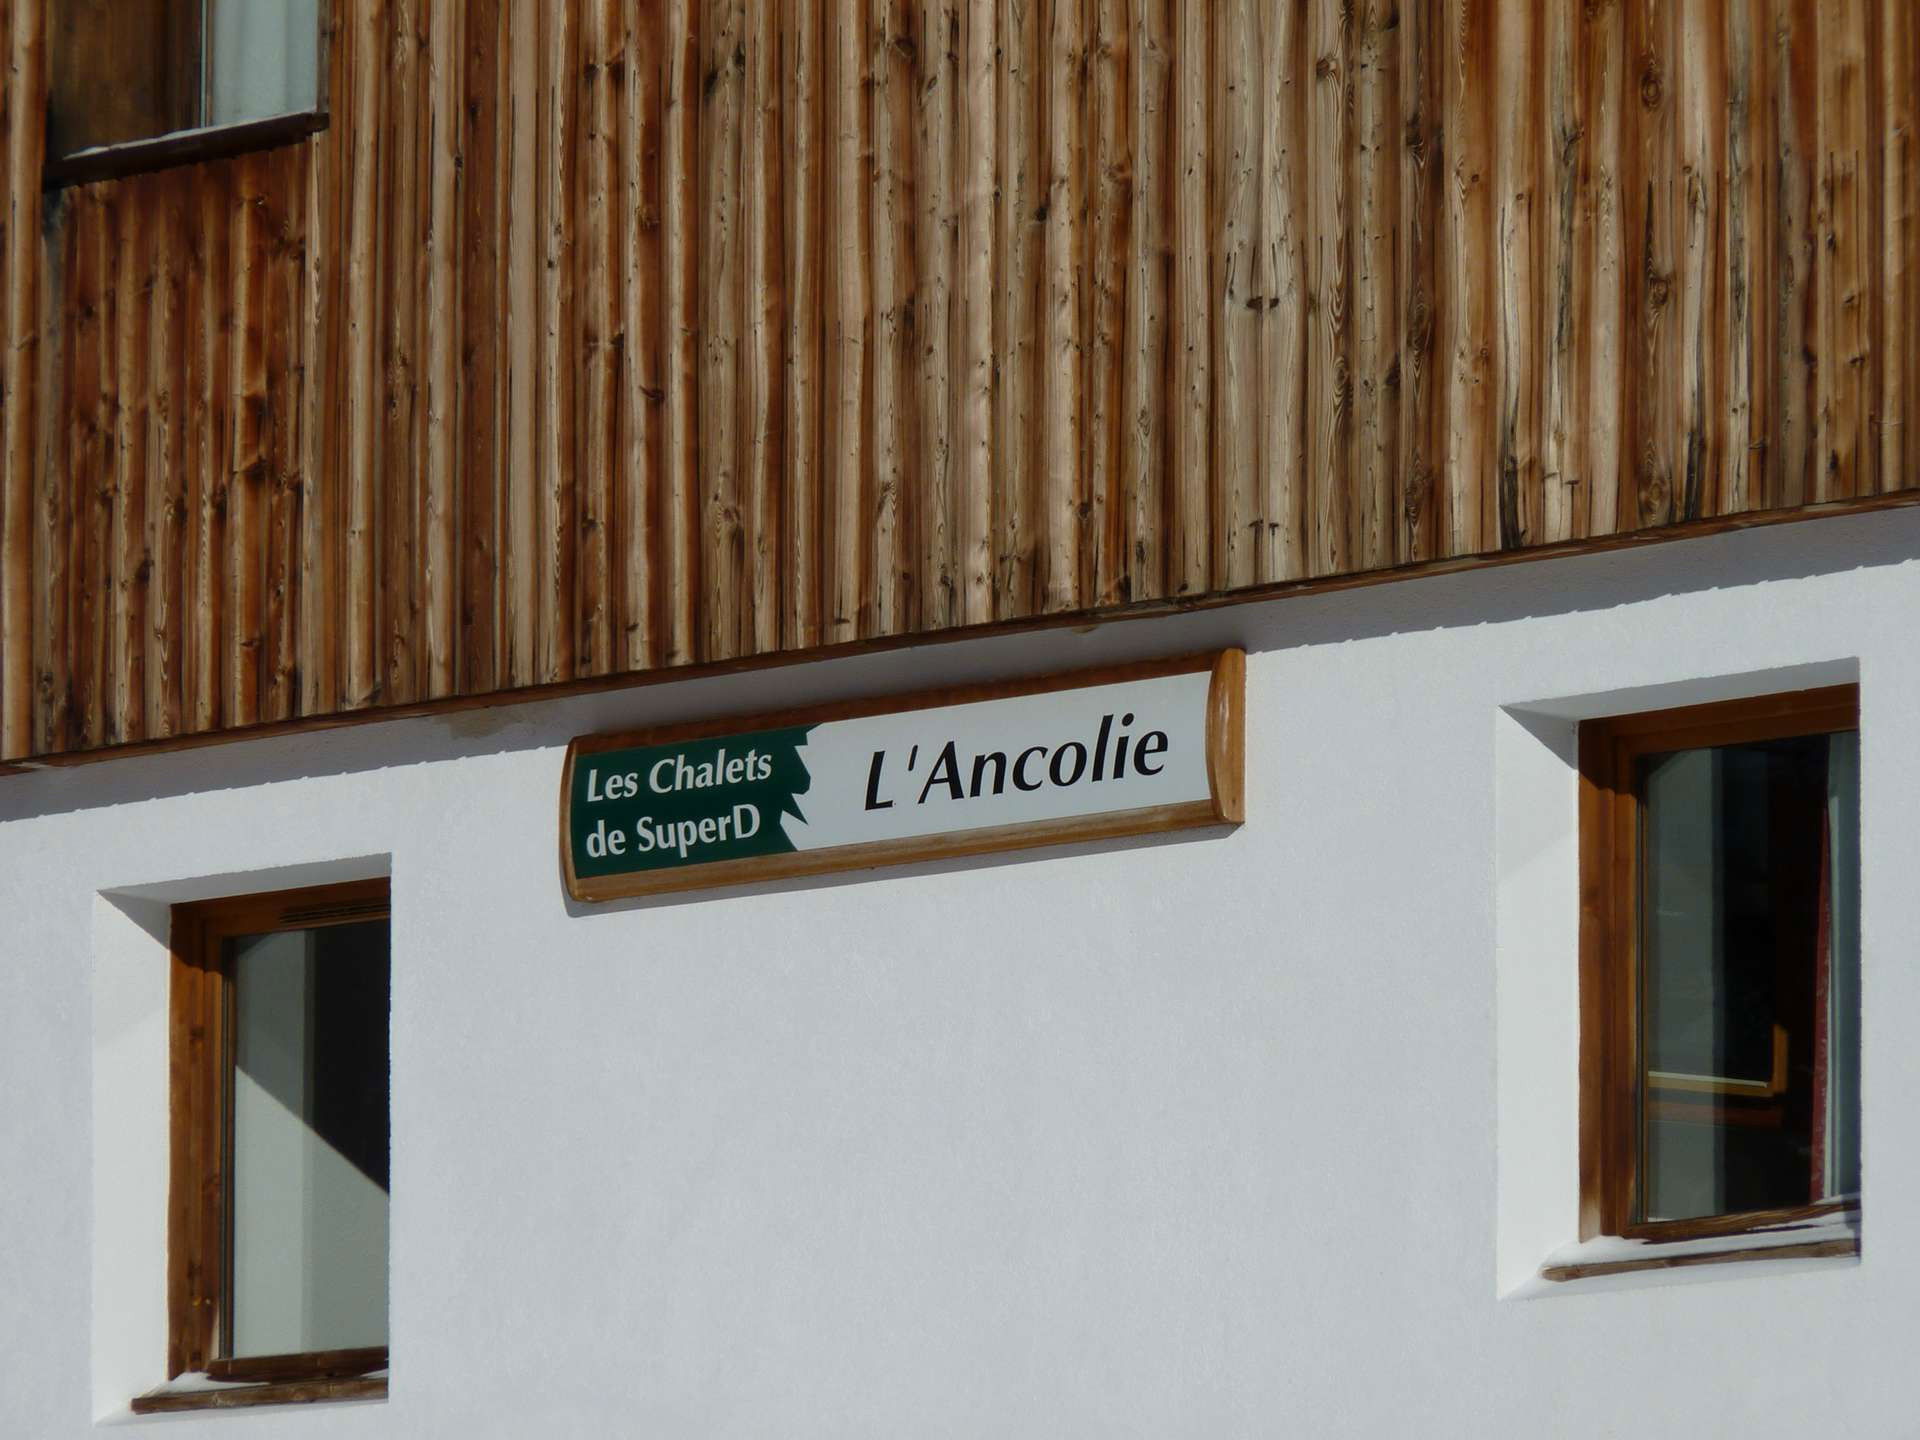 Les Chalets
de SuperD
L'Ancolie